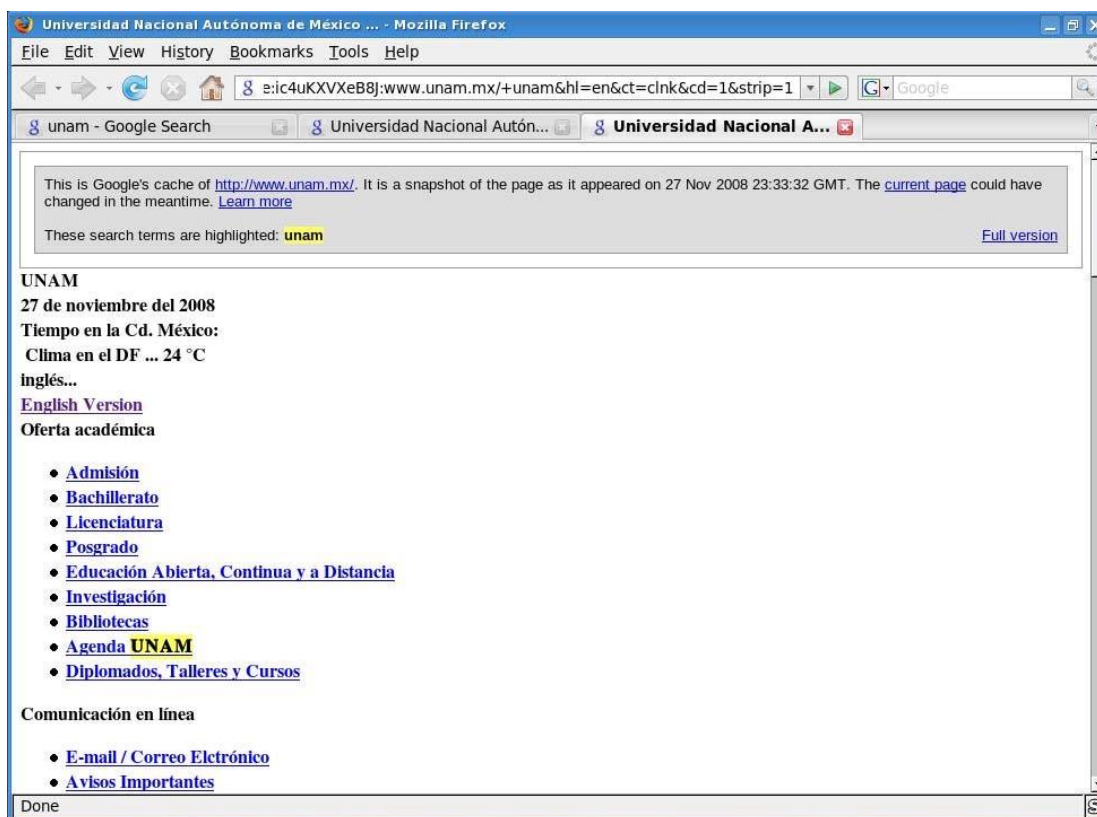 Universidad Nacional Autónoma de México ... - Mozilla Firefox
File Edit View History Bookmarks Tools Help
e:ic4uKXVXeB8J:www.unam.mx/+unam&hl=en&ct=clnk&cd=1&strip=1 Google
unam - Google Search Universidad Nacional Autón... Universidad Nacional A...
This is Google's cache of http://www.unam.mx/. It is a snapshot of the page as it appeared on 27 Nov 2008 23:33:32 GMT. The current page could have
changed in the meantime. Learn more
These search terms are highlighted: unam Full version
UNAM
27 de noviembre del 2008
Tiempo en la Cd. México:
Clima en el DF ... 24 °C
inglés...
English Version
Oferta académica
Admisión
Bachillerato
Licenciatura
Posgrado
Educación Abierta, Continua y a Distancia
Investigación
Bibliotecas
Agenda UNAM
Diplomados, Talleres y Cursos
Comunicación en línea
E-mail / Correo Elctrónico
Avisos Importantes
Done